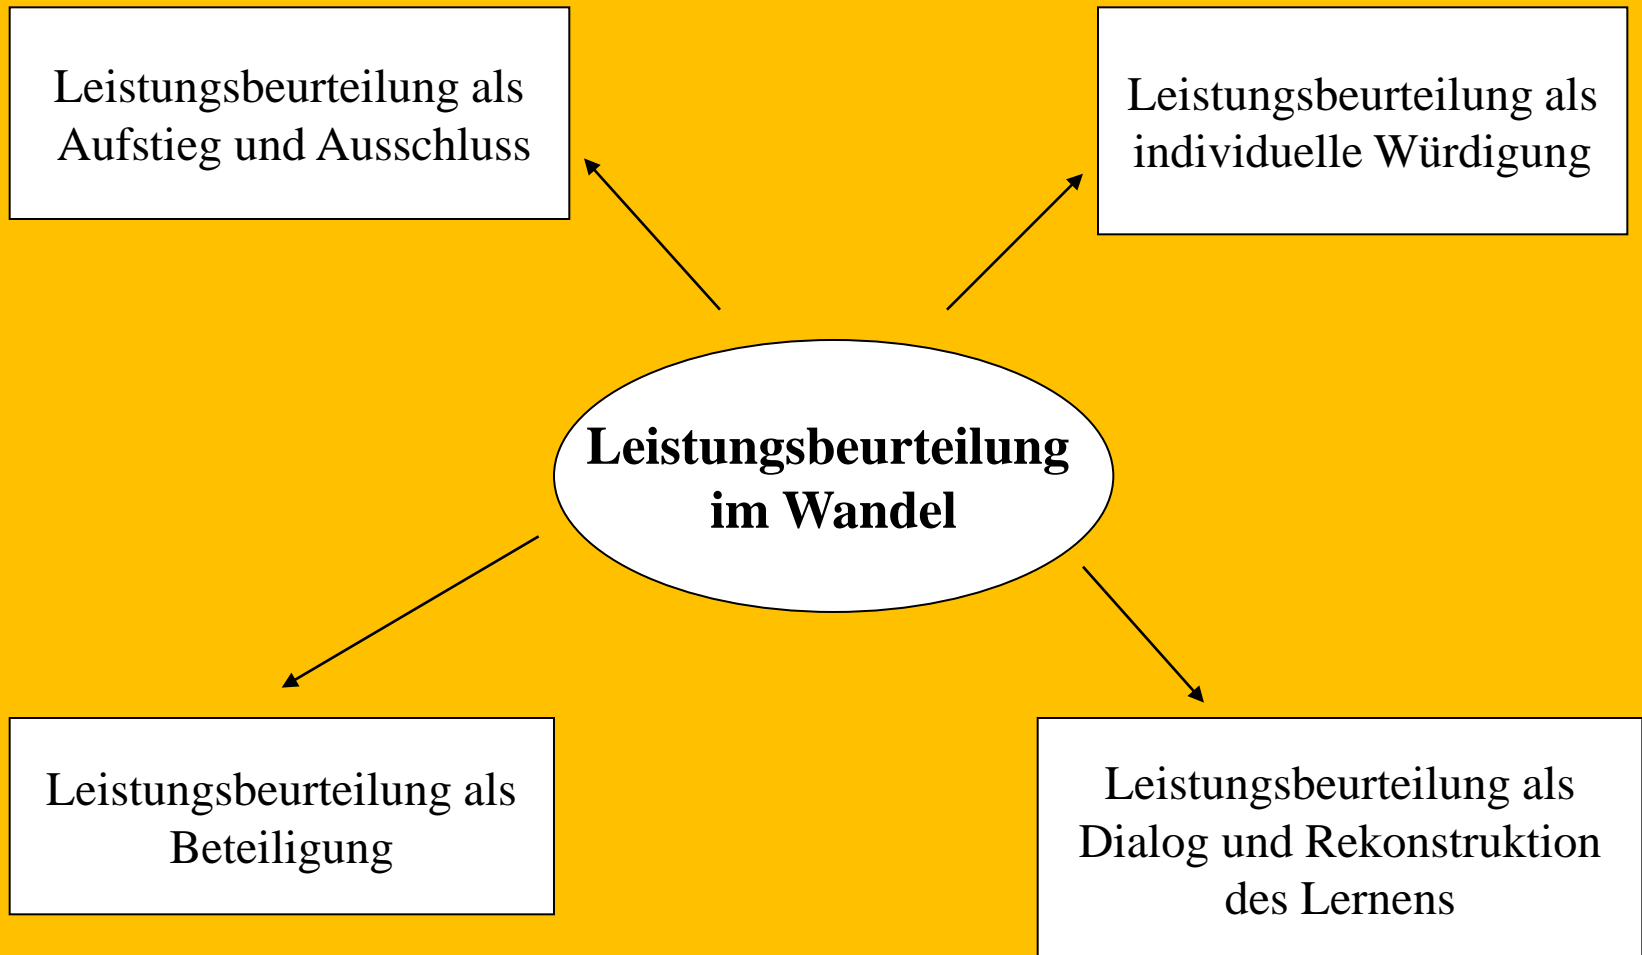 Leistungsbeurteilung als
Aufstieg und Ausschluss
Leistungsbeurteilung als
individuelle Würdigung
Leistungsbeurteilung
im Wandel
Leistungsbeurteilung als
Beteiligung
Leistungsbeurteilung als
Dialog und Rekonstruktion
des Lernens